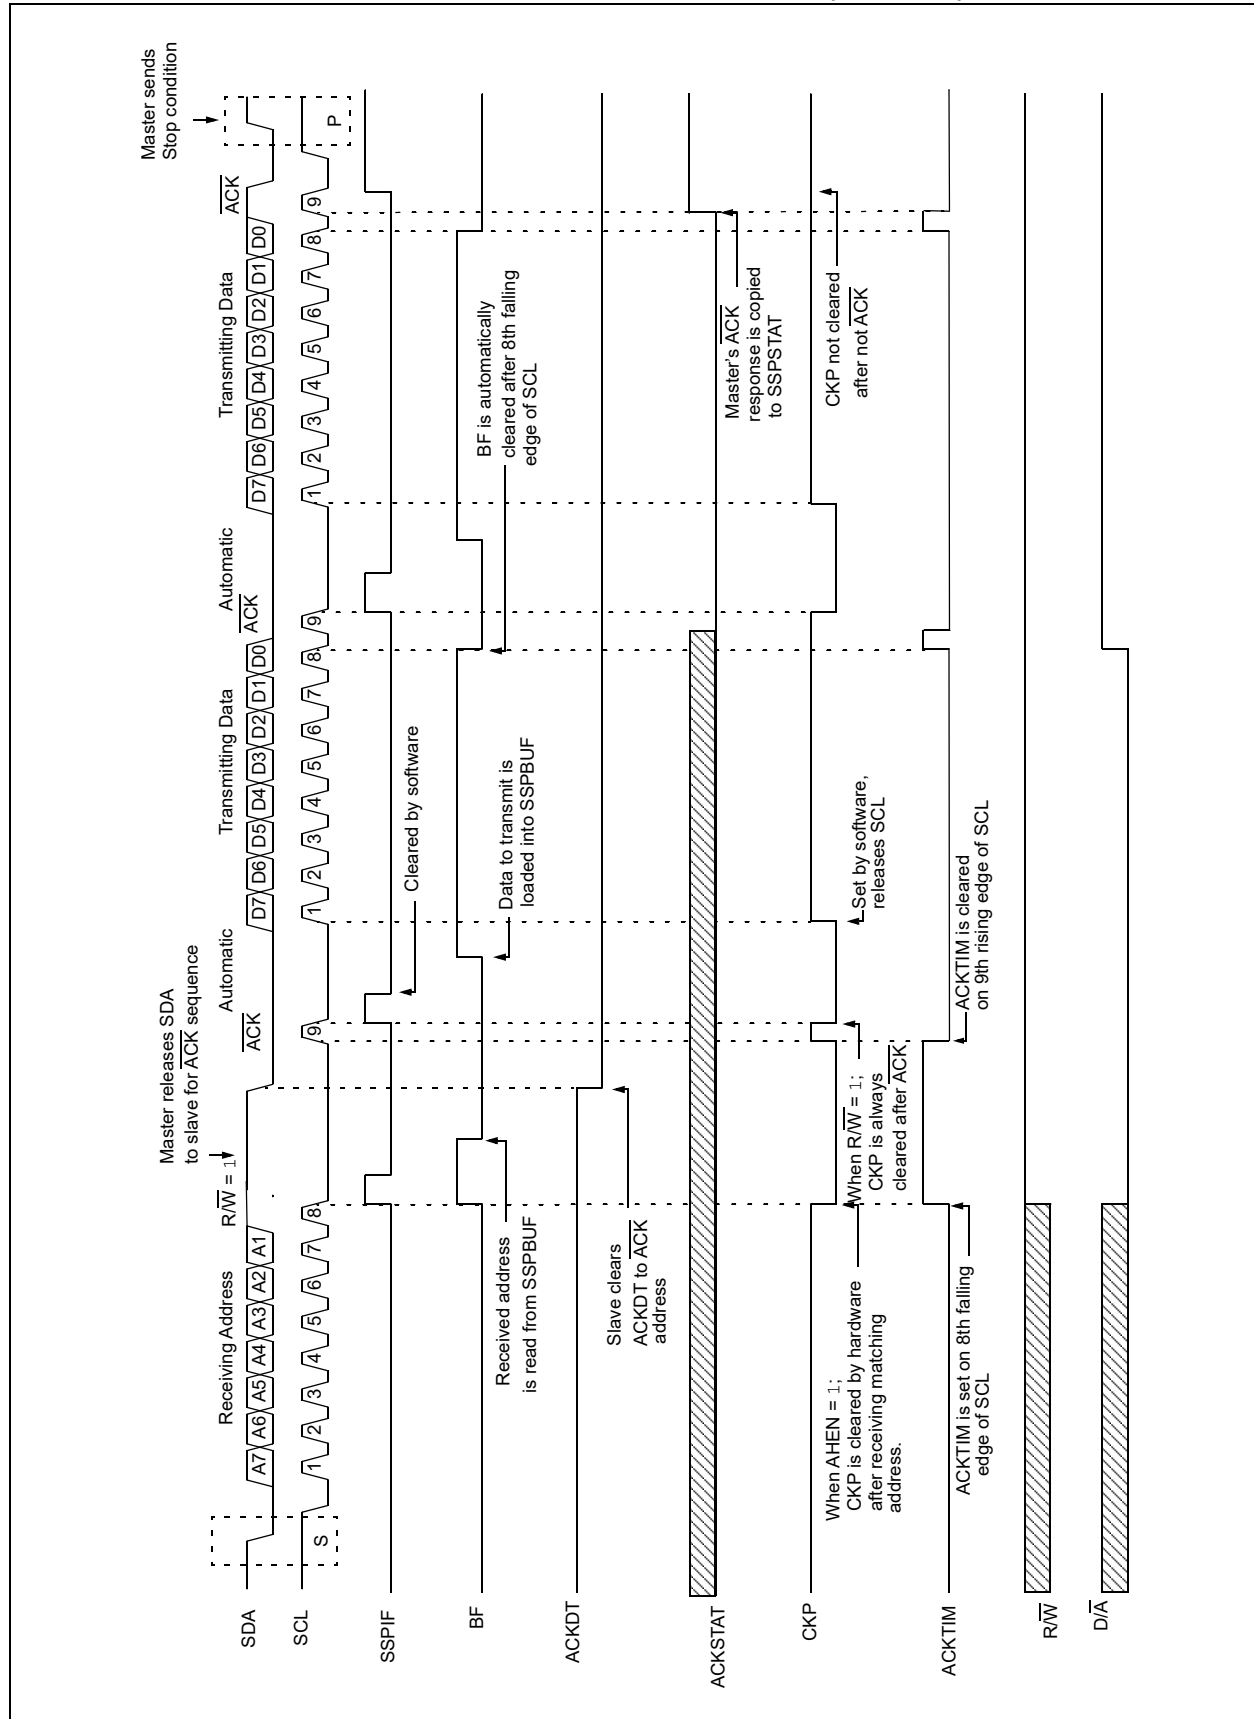 Master sends
Stop condition
Master releases SDA
to slave for ACK sequence
Receiving Address
R/W = 1
Automatic
Transmitting Data
Automatic
Transmitting Data
ACK
ACK
ACK
SDA
A7 A6 A5 A4 A3 A2 A1
D7 D6 D5 D4 D3 D2 D1 D0
D7 D6 D5 D4 D3 D2 D1 D0
SCL
S
1 2 3 4 5 6 7 8 9
1 2 3 4 5 6 7 8 9
1 2 3 4 5 6 7 8 9
P
SSPIF
Cleared by software
BF
Received address
is read from SSPBUF
Data to transmit is
loaded into SSPBUF
BF is automatically
cleared after 8th falling
edge of SCL
ACKDT
Slave clears
ACKDT to ACK
address
ACKSTAT
Master's ACK
response is copied
to SSPSTAT
CKP
When AHEN = 1;
CKP is cleared by hardware
after receiving matching
address.
When R/W = 1;
CKP is always
cleared after ACK
Set by software,
releases SCL
CKP not cleared
after not ACK
ACKTIM
ACKTIM is set on 8th falling
edge of SCL
ACKTIM is cleared
on 9th rising edge of SCL
R/W
D/A